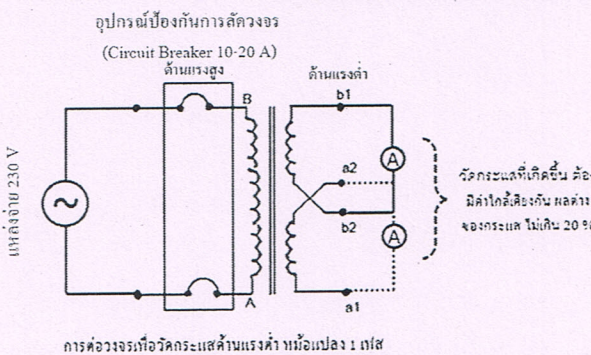 อุปกรณ์ป้องกันการลัดวงจร
(Circuit Breaker 10-20 A)
ด้านแรงสูง
ด้านแรงต่ำ
B
b1
A
a2
b2
A
A
a1
แหล่งจ่าย 230 V
~
วัดกระแสที่เกิดขึ้น ต้อง
มีค่าใกล้เคียงกัน ผลต่าง
ของกระแส ไม่เกิน 20
การต่อวงจรเพื่อวัดกระแสด้านแรงต่ำ หม้อแปลง 1 เฟส